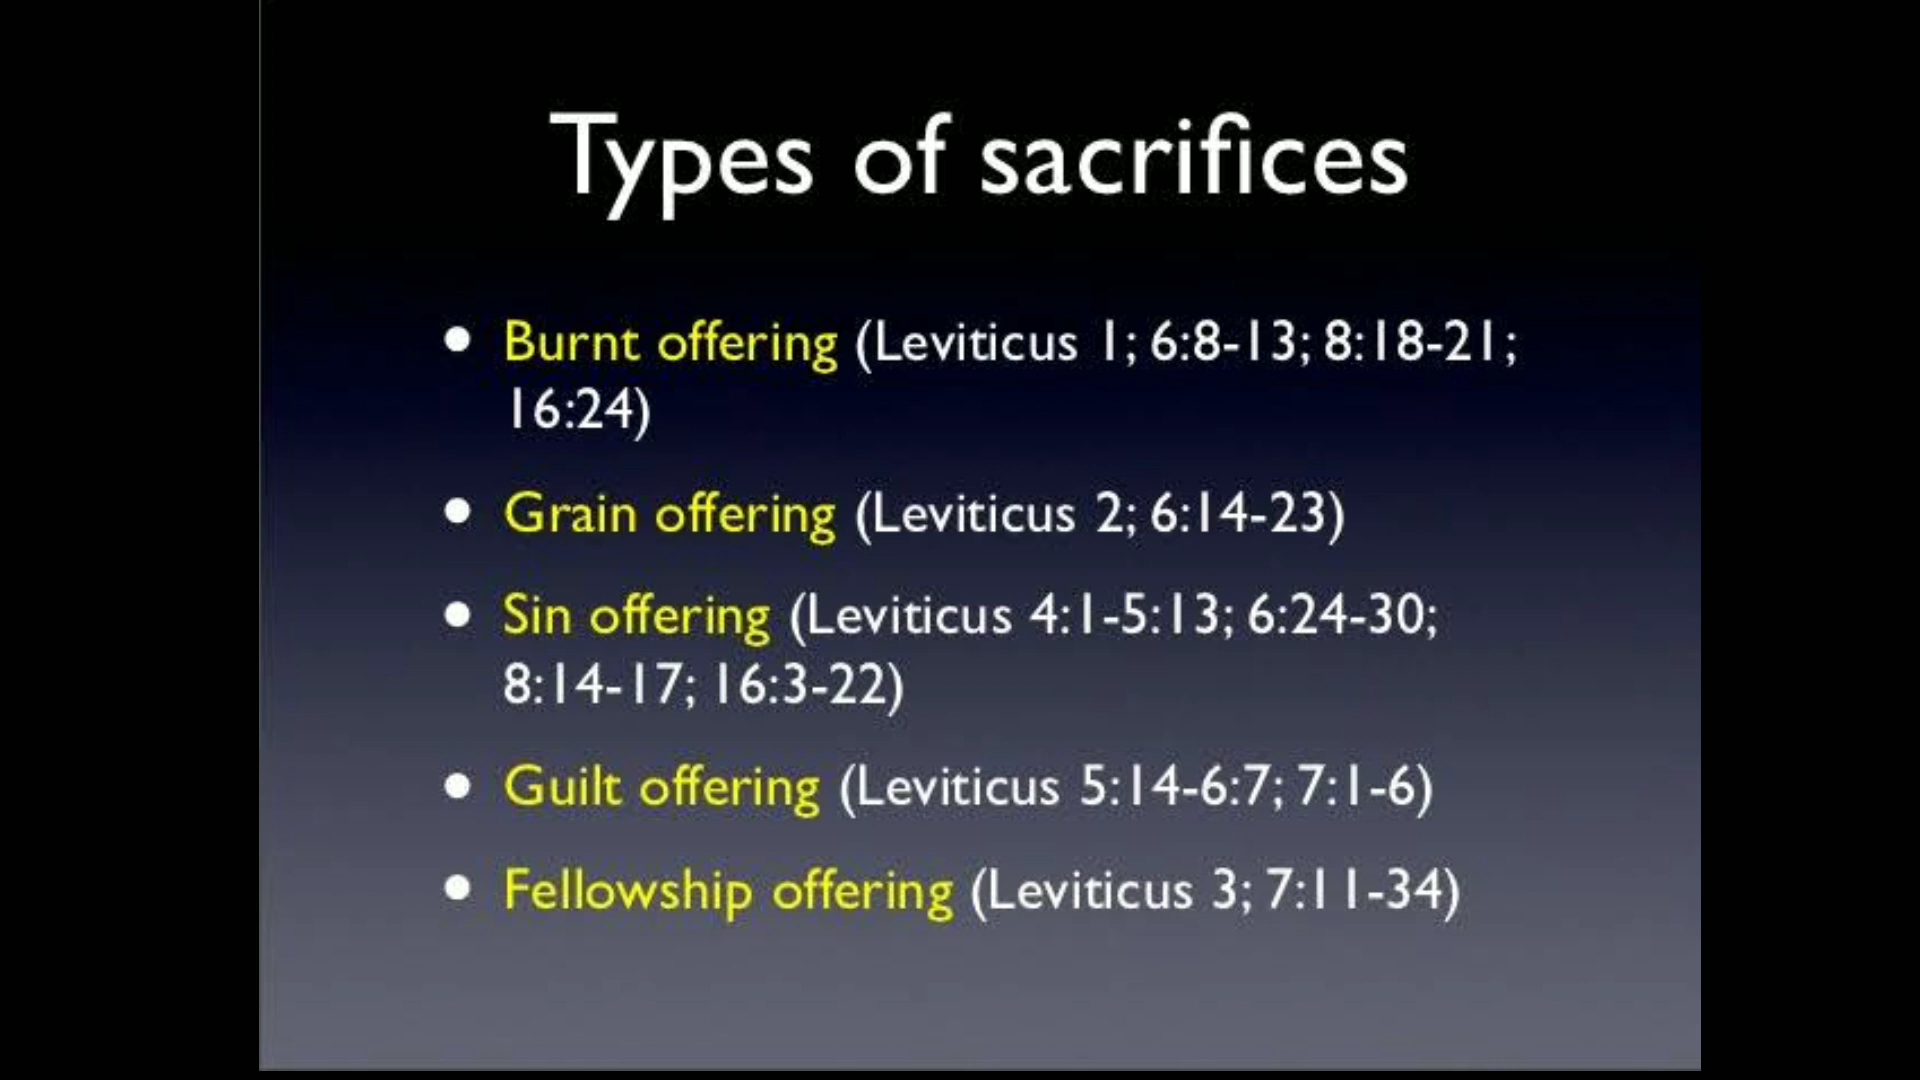 Types of sacrifices
• Burnt offering (Leviticus 1; 6:8-13; 8:18-21;
16:24)
• Grain offering (Leviticus 2; 6:14-23)
• Sin offering (Leviticus 4:1-5:13; 6:24-30;
8:14-17; 16:3-22)
• Guilt offering (Leviticus 5:14-6:7; 7:1-6)
• Fellowship offering (Leviticus 3; 7:11-34)